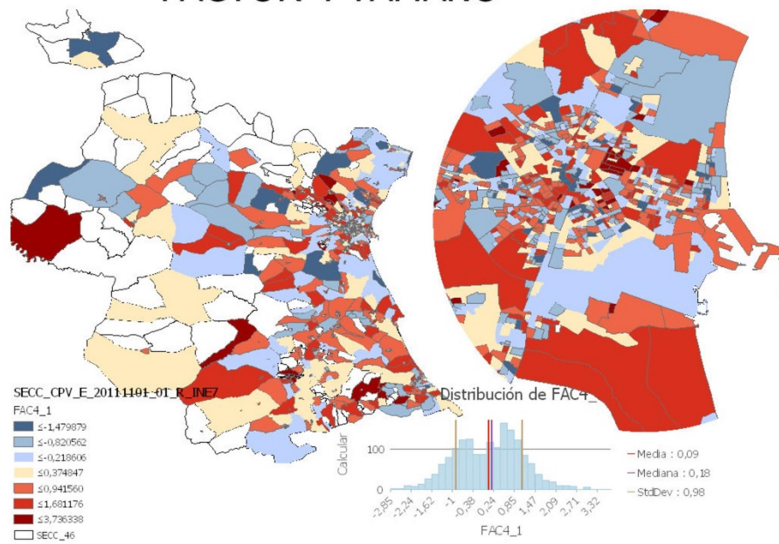 SECC_CPV_E_20111101_01_R_INE7
FAC4_1
≤-1,479879
≤-0,820562
≤-0,218606
≤0,374847
≤0,941560
≤1,681176
≤3,736338
SECC_46
Distribución de FAC4_
Calcular
100
0
-2,85
-2,24
-1,62
-1
-0,38
0,24
0,85
1,47
2,09
2,71
3,32
FAC4_1
Media : 0,09
Mediana : 0,18
StdDev : 0,98